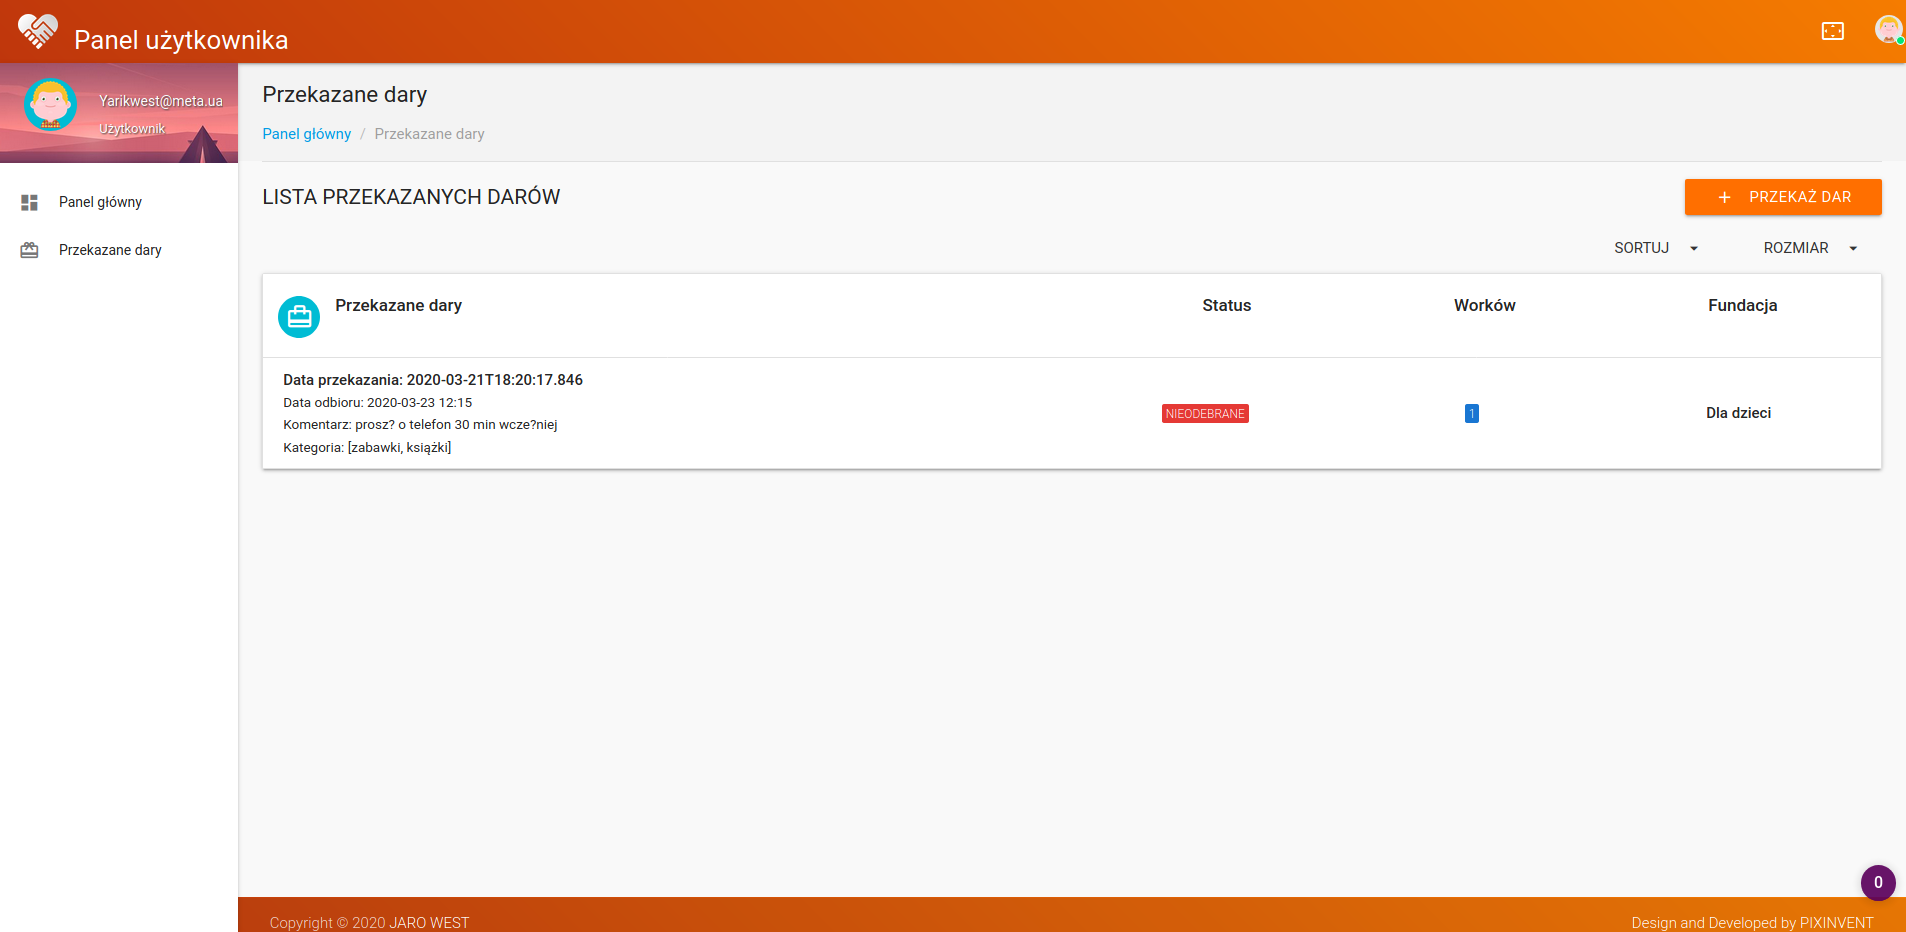 Panel użytkownika
Yarikwest@meta.ua
Użytkownik
Panel główny
Przekazane dary
Przekazane dary
Panel główny / Przekazane dary
LISTA PRZEKAZANYCH DARÓW
+ PRZEKAŻ DAR
SORTUJ ROZMIAR
Przekazane dary Status Worków Fundacja
Data przekazania: 2020-03-21T18:20:17.846
Data odbioru: 2020-03-23 12:15
Komentarz: prosz? o telefon 30 min wcze?niej
Kategoria: [zabawki, książki]
NIEODEBRANE 1 Dla dzieci
0
Copyright © 2020 JARO WEST
Design and Developed by PIXINVENT